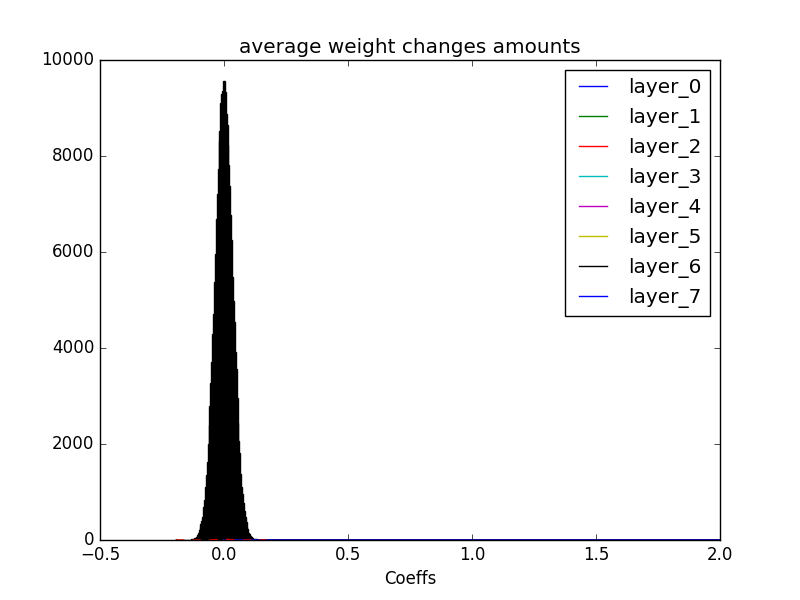 average weight changes amounts
10000
8000
6000
4000
2000
0
layer_0
layer_1
layer_2
layer_3
layer_4
layer_5
layer_6
layer_7
−0.5 0.0 0.5 1.0 1.5 2.0
Coeffs